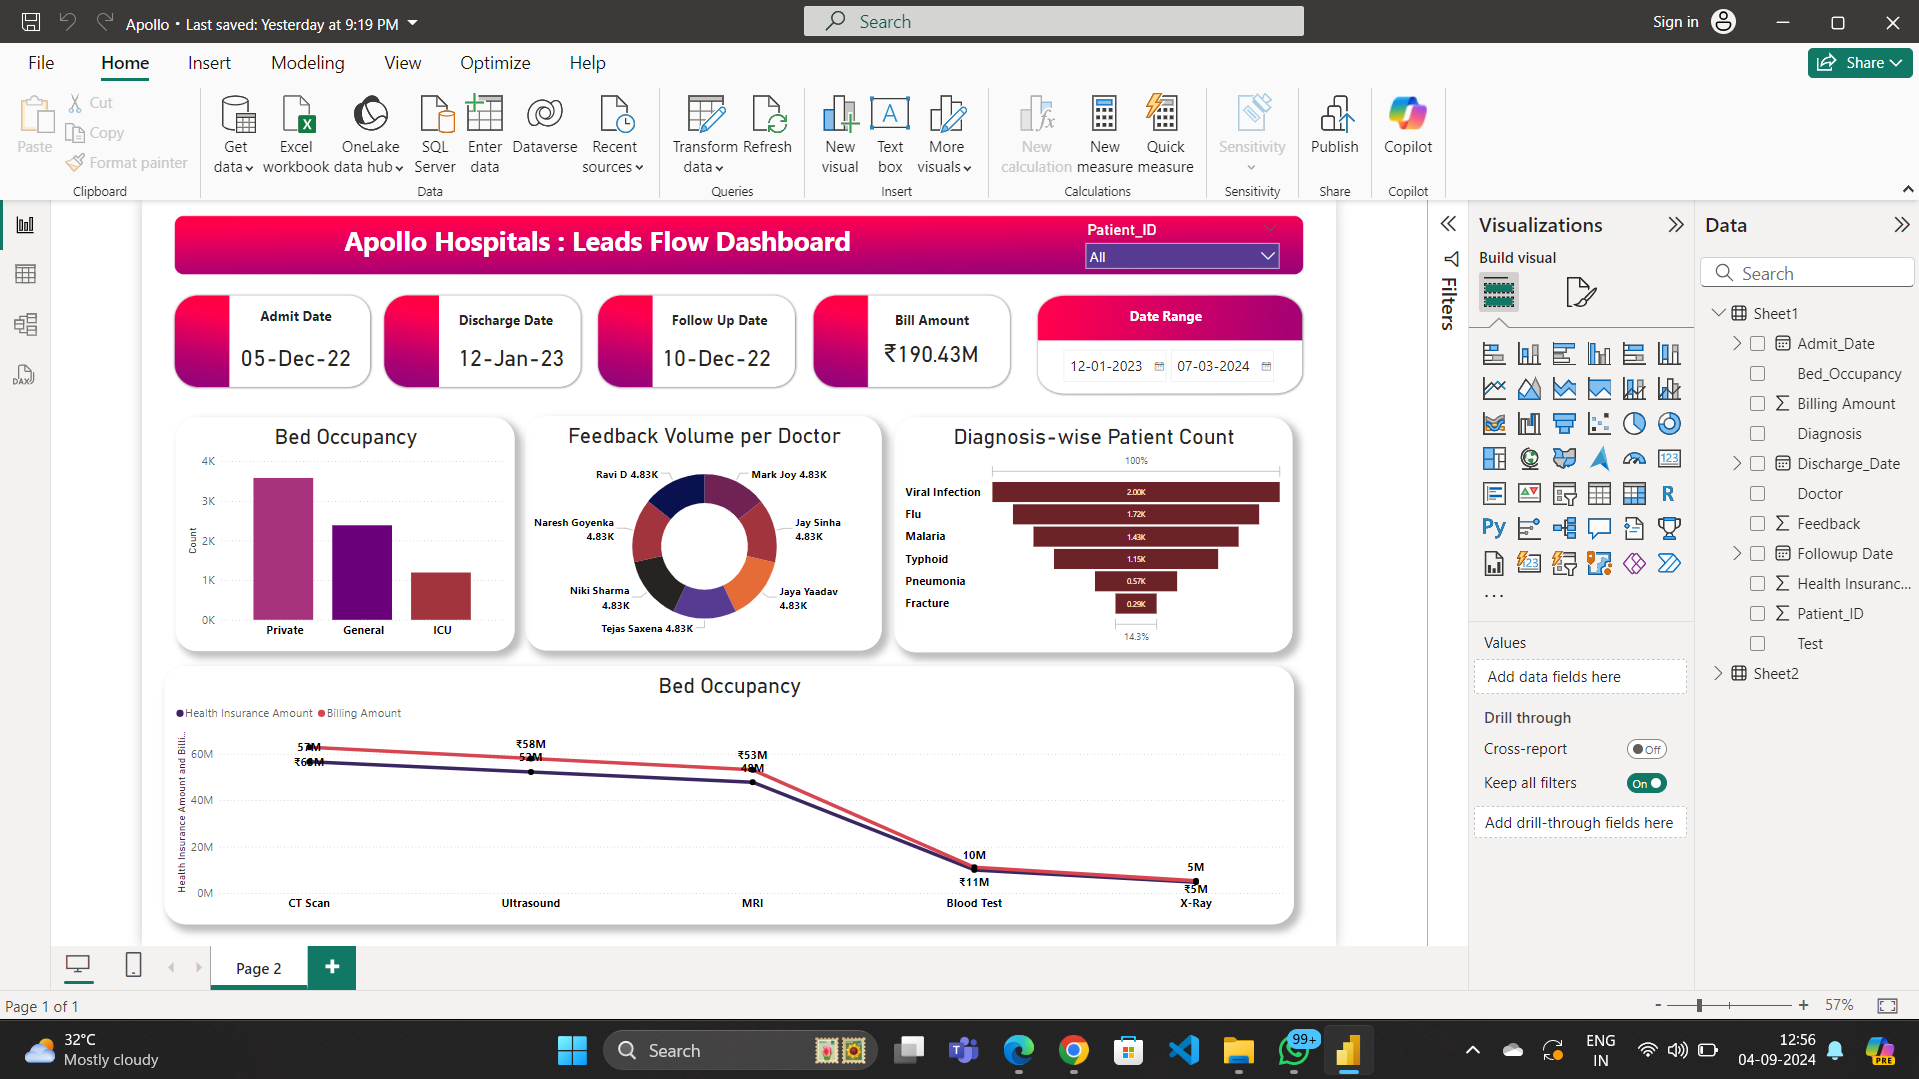 Apollo • Last saved: Yesterday at 9:19 PM
Search
Sign in
File
Home
Insert
Modeling
View
Optimize
Help
Share
Paste
Cut
Copy
Format painter
Clipboard
Get data
Excel workbook
OneLake data hub
SQL Server
Enter data
Dataverse
Recent sources
Data
Transform data
Refresh
Queries
New visual
Text box
More visuals
Insert
New calculation
New measure
Quick measure
Calculations
Sensitivity
Sensitivity
Publish
Share
Copilot
Copilot
Apollo Hospitals : Leads Flow Dashboard
Patient_ID
All
Admit Date
05-Dec-22
Discharge Date
12-Jan-23
Follow Up Date
10-Dec-22
Bill Amount
₹190.43M
Date Range
12-01-2023
07-03-2024
Bed Occupancy
Count
4K
3K
2K
1K
0K
Private
General
ICU
Feedback Volume per Doctor
Ravi D 4.83K
Mark Joy 4.83K
Naresh Goyenka
4.83K
Jay Sinha
4.83K
Niki Sharma
4.83K
Jaya Yaadav
4.83K
Tejas Saxena 4.83K
Diagnosis-wise Patient Count
100%
Viral Infection 2.00K
Flu 1.72K
Malaria 1.43K
Typhoid 1.15K
Pneumonia 0.57K
Fracture 0.29K
14.3%
Bed Occupancy
Health Insurance Amount
Billing Amount
Health Insurance Amount and Billi...
60M
40M
20M
0M
57M
₹58M
52M
₹53M
48M
10M
₹11M
5M
₹5M
CT Scan
Ultrasound
MRI
Blood Test
X-Ray
Filters
Visualizations
Build visual
123
R
Py
123
...
Values
Add data fields here
Drill through
Cross-report
Off
Keep all filters
On
Add drill-through fields here
Data
Search
Sheet1
Admit_Date
Bed_Occupancy
Billing Amount
Diagnosis
Discharge_Date
Doctor
Feedback
Followup Date
Health Insuranc...
Patient_ID
Test
Sheet2
DAX
Page 2
+
Page 1 of 1
- + 57%
32°C
Mostly cloudy
Search
99+
ENG
IN
12:56
04-09-2024
PRE